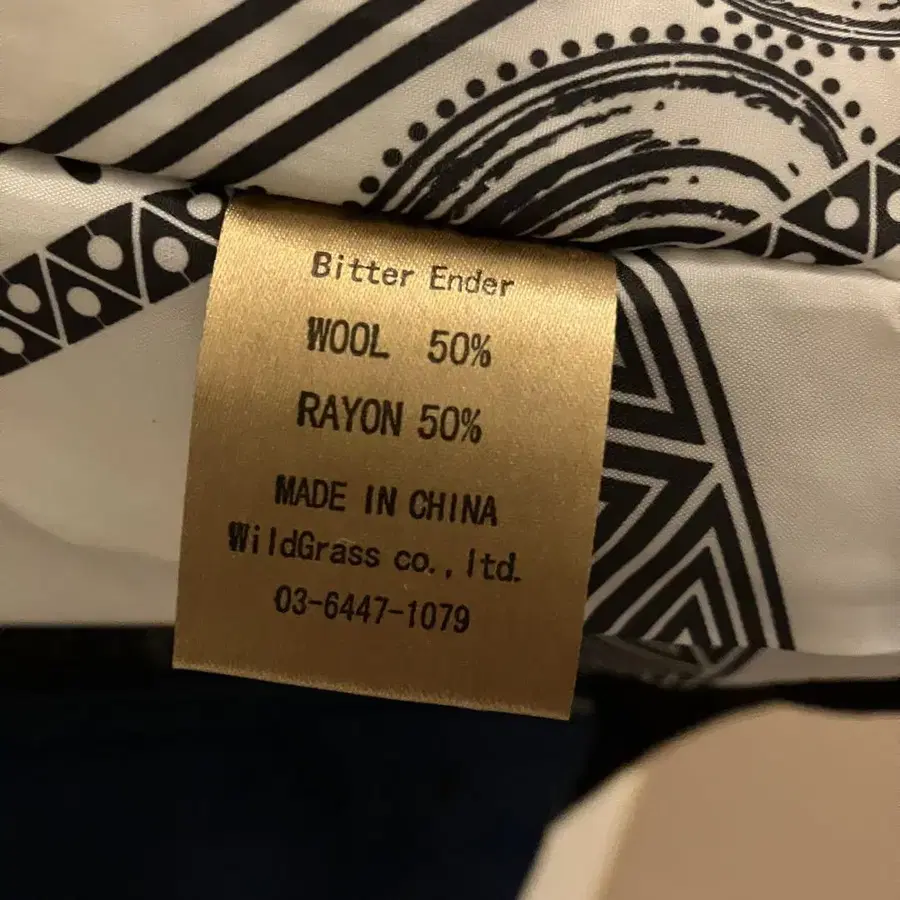 Bitter Ender
WOOL 50%
RAYON 50%
MADE IN CHINA
WildGrass co., ltd.
03-6447-1079